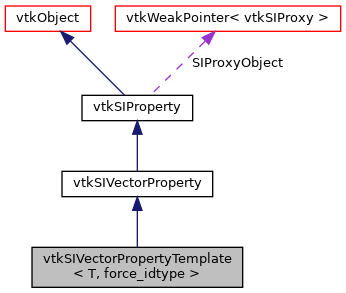 vtkObject
vtkWeakPointer< vtkSIProxy >
SIProxyObject
vtkSIProperty
vtkSIVectorProperty
vtkSIVectorPropertyTemplate
< T, force_idtype >